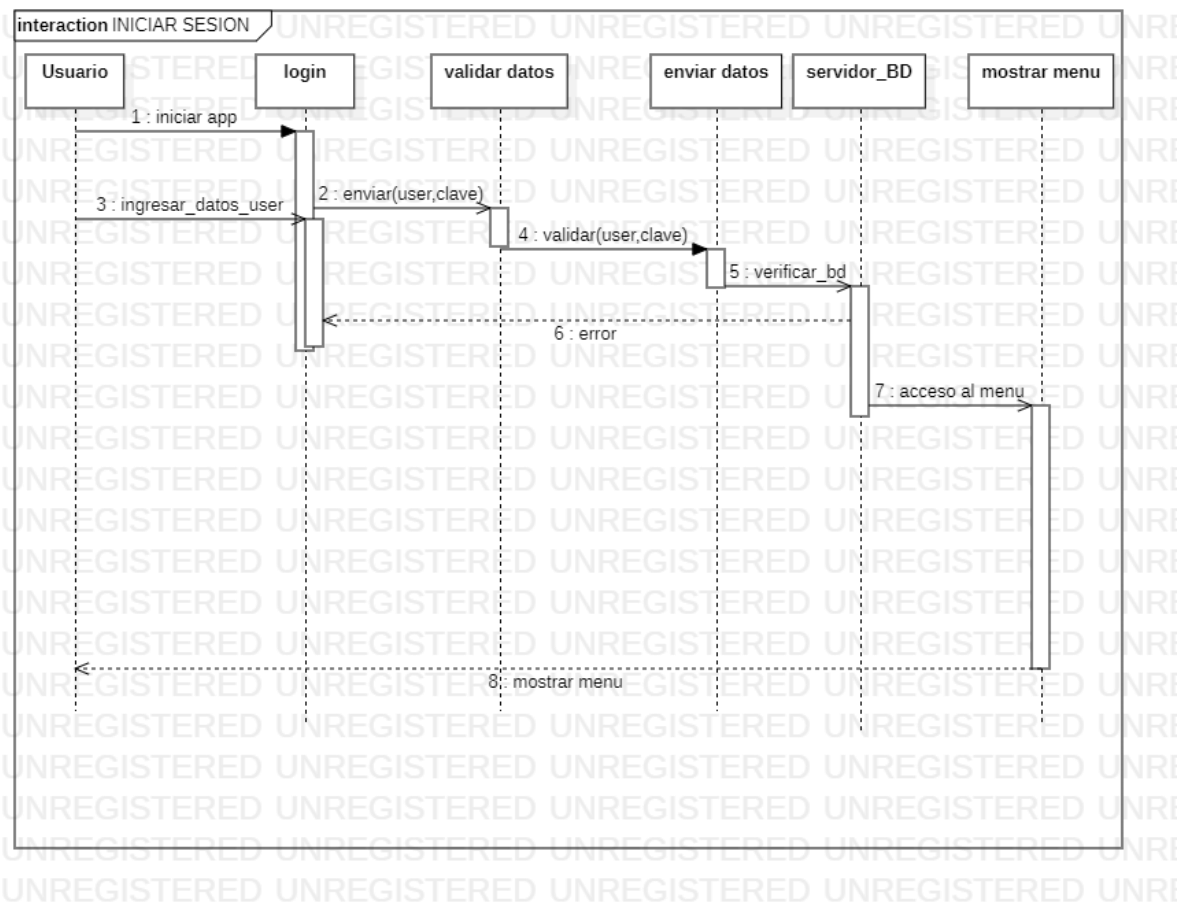 interaction INICIAR SESION
Usuario
login
validar datos
enviar datos
servidor_BD
mostrar menu
1 : iniciar app
2 : enviar(user,clave)
3 : ingresar_datos_user
4 : validar(user,clave)
5 : verificar_bd
6 : error
7 : acceso al menu
8 : mostrar menu
UNREGISTERED